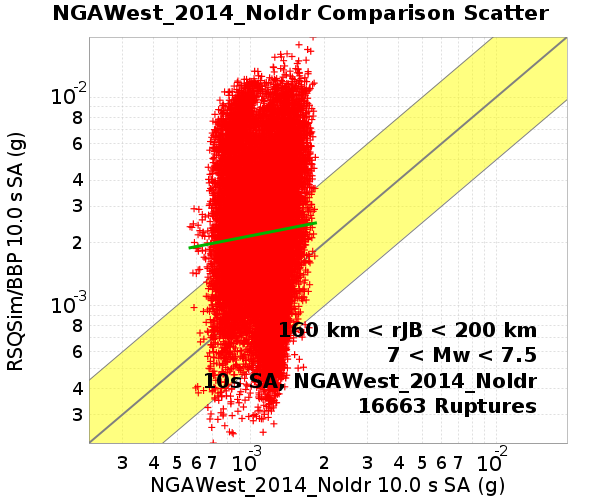 NGAWest_2014_NoIdr Comparison Scatter
RSQSim/BBP 10.0 s SA (g)
10^-2
8
6
4
3
2
10^-3
8
6
4
3
160 km < rJB < 200 km
7 < Mw < 7.5
10s SA, NGAWest_2014_NoIdr
16663 Ruptures
3 4 5 6 7 10^-3 2 3 4 5 6 7 10^-2
NGAWest_2014_NoIdr 10.0 s SA (g)